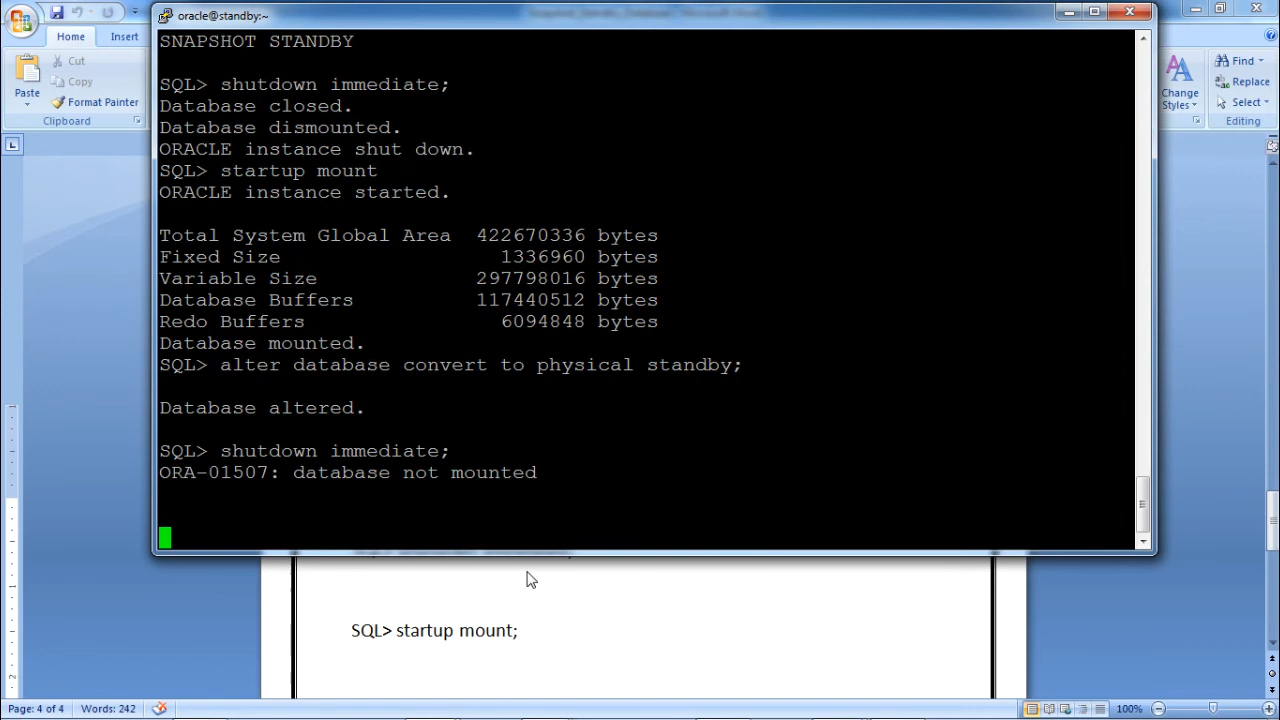 oracle@standby:~
Home
Insert
Cut
Copy
Paste
Format Painter
Clipboard
Find
Replace
Select
Change
Styles
Editing
SNAPSHOT STANDBY
SQL> shutdown immediate;
Database closed.
Database dismounted.
ORACLE instance shut down.
SQL> startup mount
ORACLE instance started.
Total System Global Area 422670336 bytes
Fixed Size 1336960 bytes
Variable Size 297798016 bytes
Database Buffers 117440512 bytes
Redo Buffers 6094848 bytes
Database mounted.
SQL> alter database convert to physical standby;
Database altered.
SQL> shutdown immediate;
ORA-01507: database not mounted
SQL> startup mount;
Page: 4 of 4
Words: 242
100%